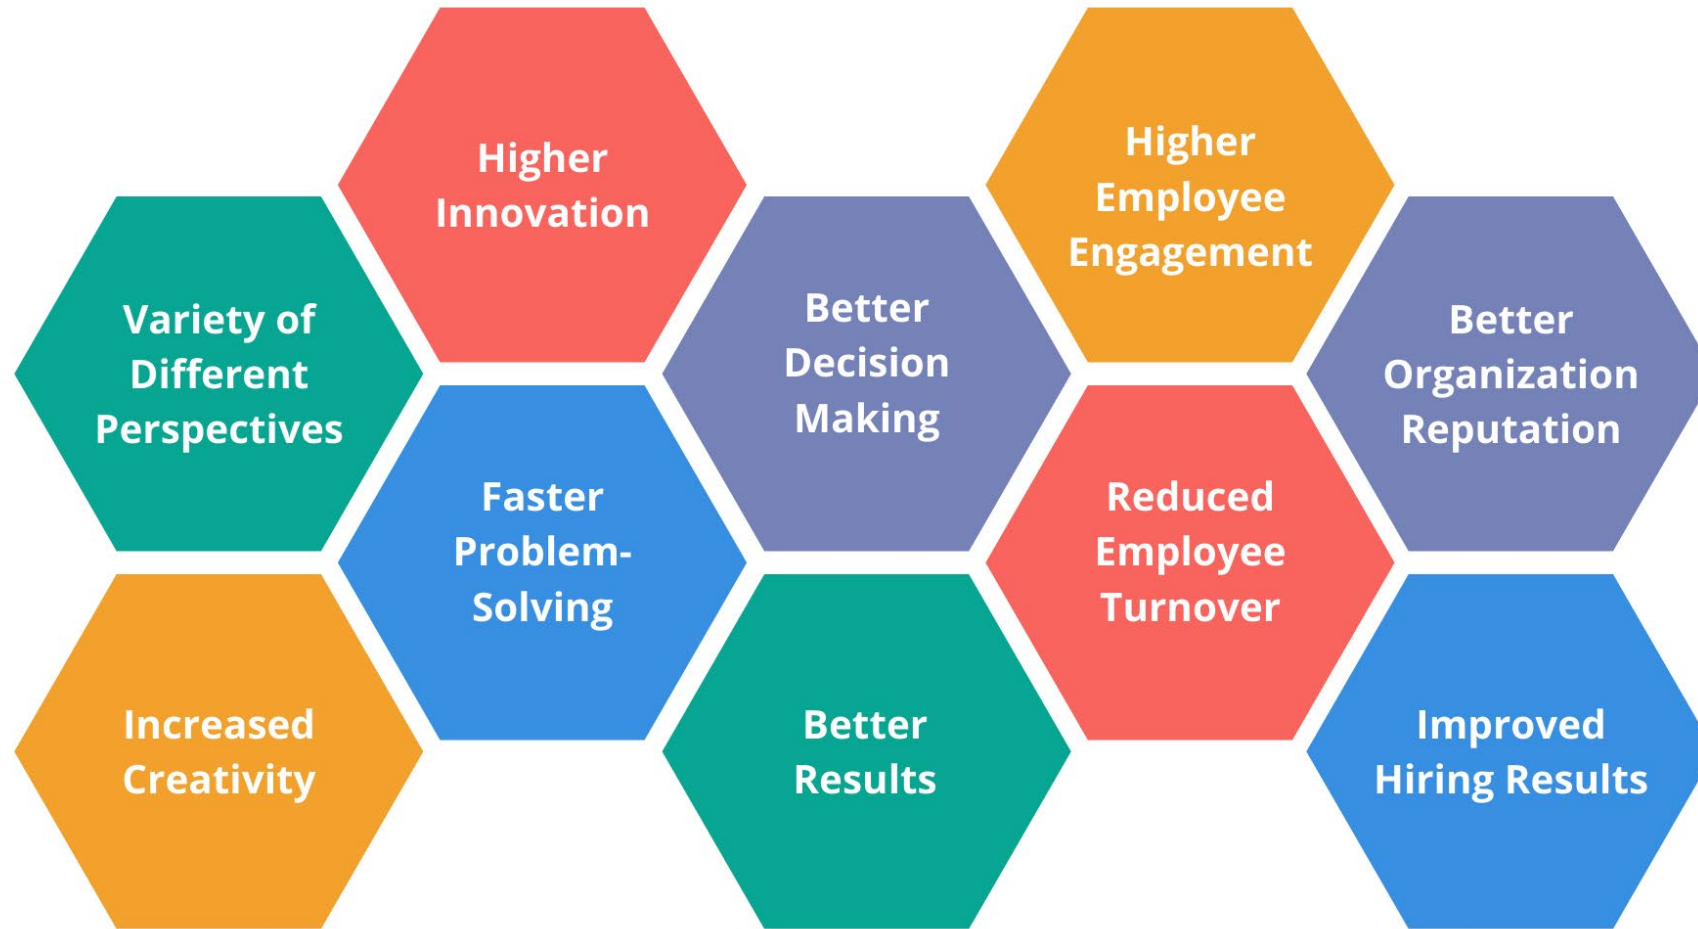 Variety of
Different
Perspectives
Increased
Creativity
Higher
Innovation
Faster
Problem-
Solving
Better
Decision
Making
Better
Results
Higher
Employee
Engagement
Reduced
Employee
Turnover
Better
Organization
Reputation
Improved
Hiring Results